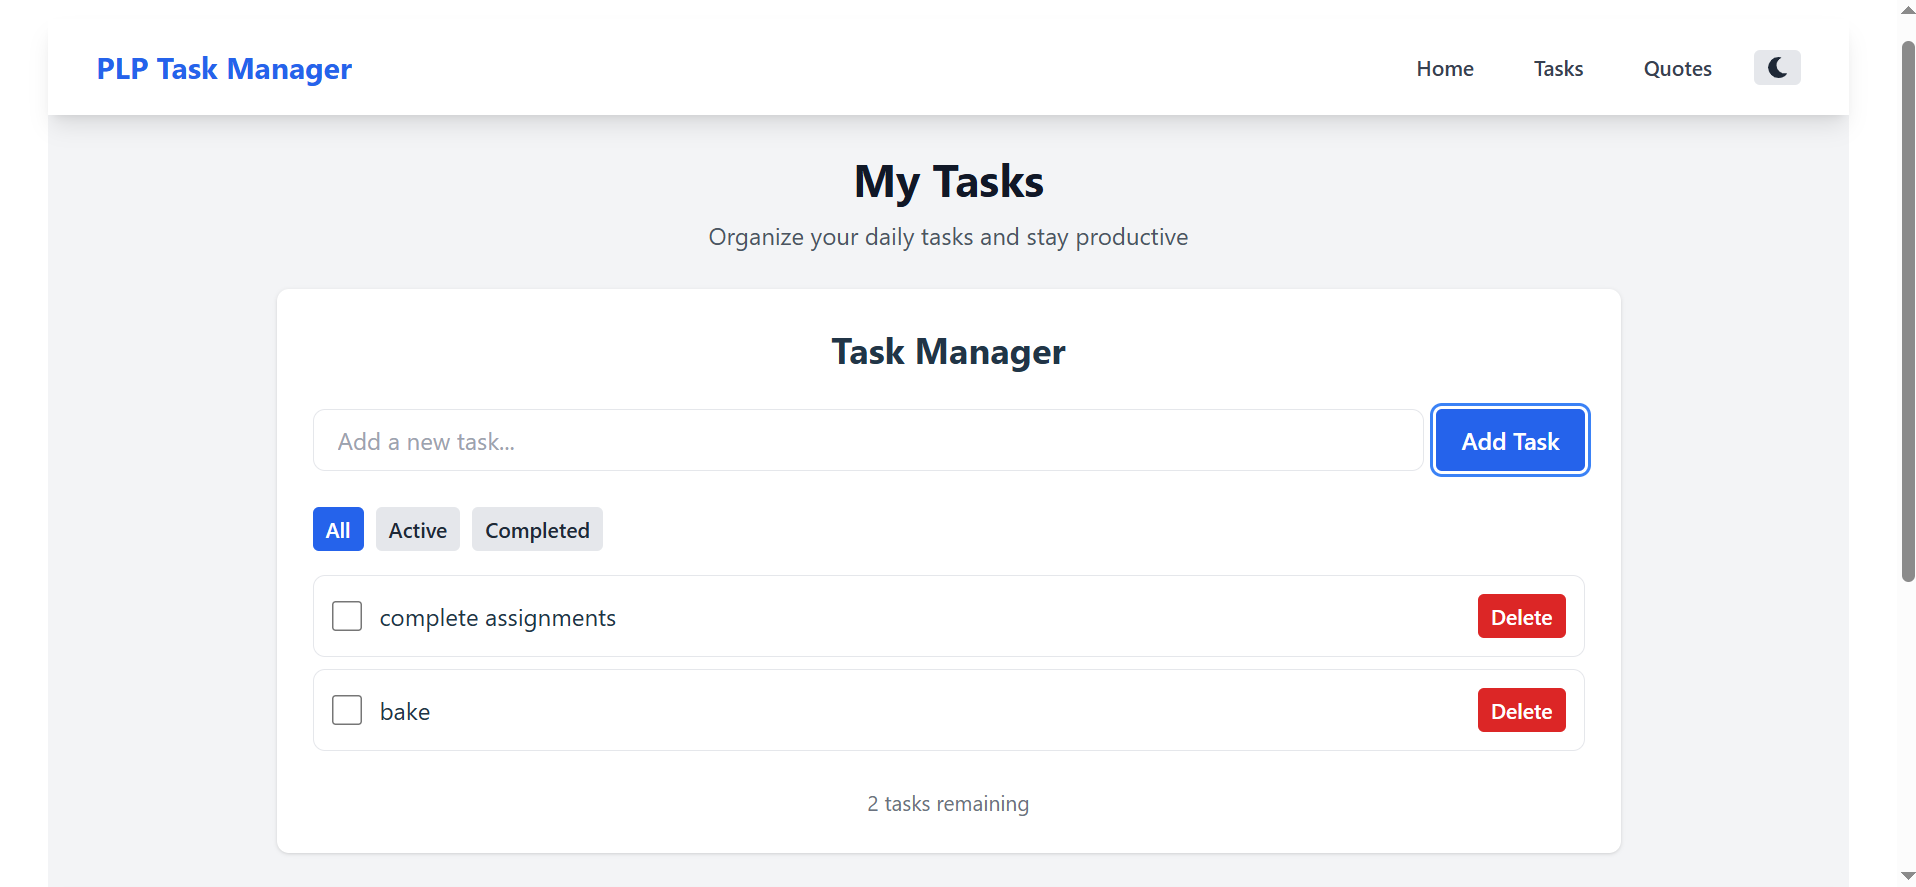 PLP Task Manager
Home Tasks Quotes
My Tasks
Organize your daily tasks and stay productive
Task Manager
Add a new task...
Add Task
All Active Completed
complete assignments Delete
bake Delete
2 tasks remaining